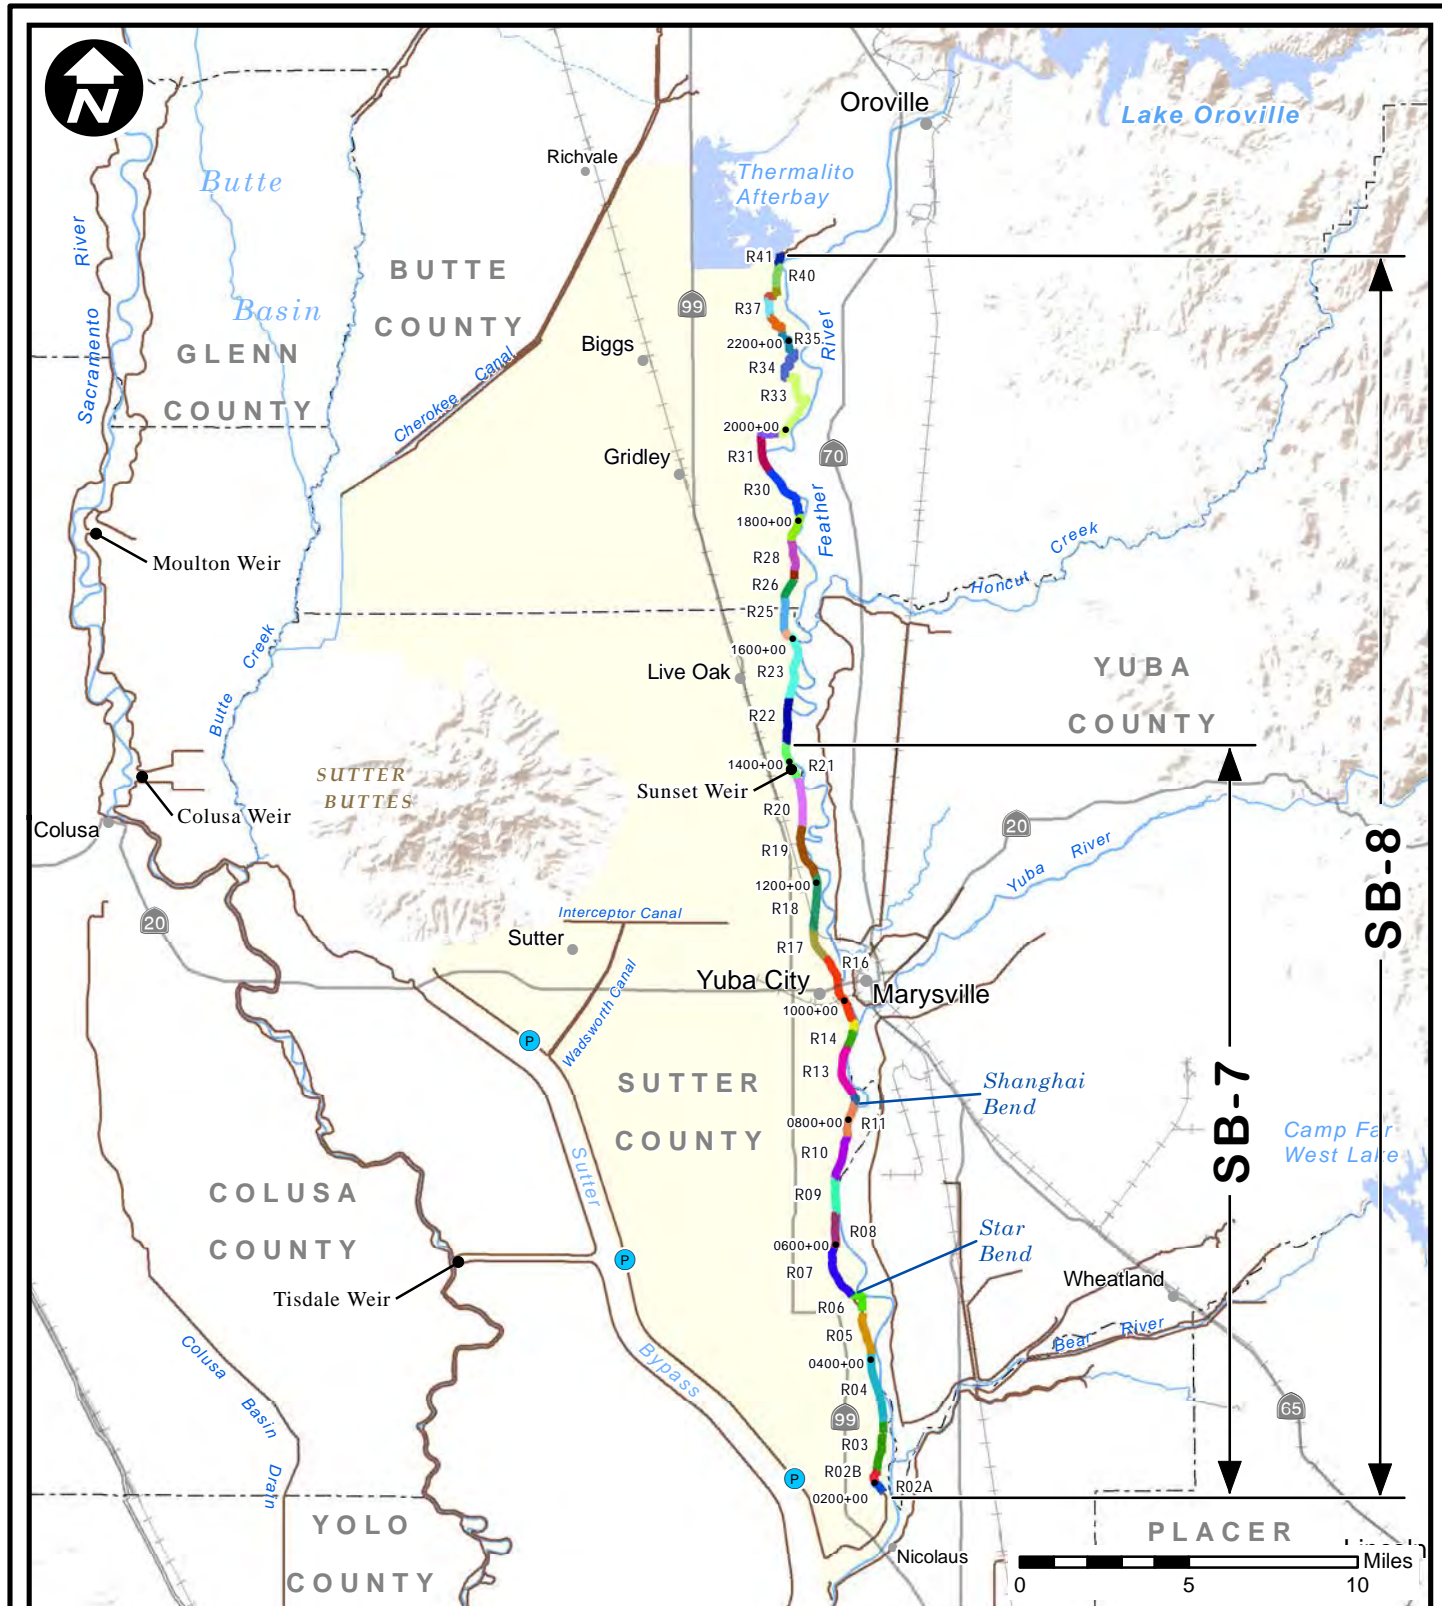 N
Oroville
Lake Oroville
Richvale
Thermalito
Afterbay
Butte
Basin
River
Sacramento
BUTTE
COUNTY
GLENN
COUNTY
Cherokee Canal
99
Biggs
Gridley
70
R41
R40
R37
R35
2200+00
R34
R33
2000+00
R31
R30
1800+00
R28
R26
R25
1600+00
R23
R22
1400+00
R21
R20
R19
1200+00
R18
R17
R16
1000+00
R14
R13
0800+00
R11
R10
R09
R08
0600+00
R07
R06
R05
0400+00
R04
R03
R02B
R02A
0200+00
River
Feather
Honcut Creek
Moulton Weir
Butte Creek
Live Oak
YUBA
COUNTY
SUTTER
BUTTES
Sunset Weir
Colusa Weir
Colusa
20
20
Yuba River
Interceptor Canal
Sutter
Wadsworth Canal
Yuba City
Marysville
SB-8
SB-7
P
P
P
SUTTER
COUNTY
Shanghai
Bend
Camp Far
West Lake
COLUSA
COUNTY
Sutter
Bypass
Star
Bend
Wheatland
Tisdale Weir
Bear River
Colusa Basin Drain
99
65
YOLO
COUNTY
PLACER
Nicolaus
Lincoln
Miles
0 5 10